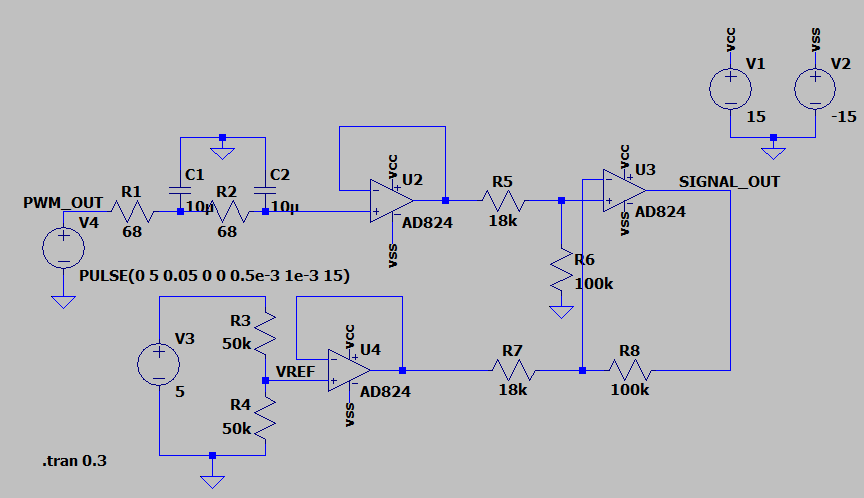 vcc
vss
V1
V2
15
-15
C1
C2
vcc
U2
vcc
U3
R1
R2
10µ
10µ
R5
SIGNAL_OUT
PWM_OUT
68
68
AD824
18k
AD824
V4
vss
vss
R6
PULSE(0 5 0.05 0 0 0.5e-3 1e-3 15)
100k
R3
50k
V3
vcc
U4
R7
R8
VREF
5
R4
50k
AD824
18k
100k
vss
.tran 0.3